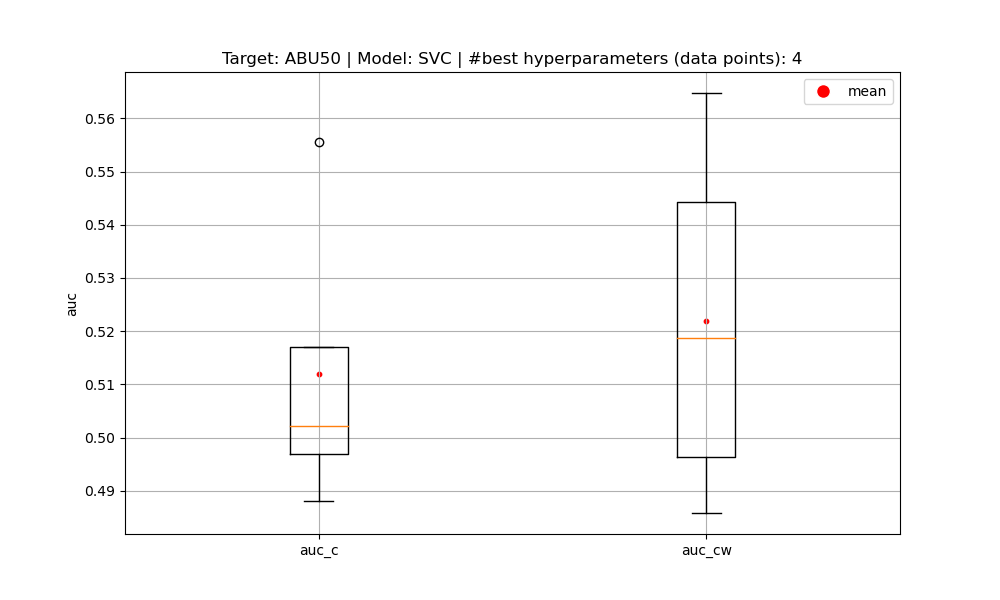 Target: ABU50 | Model: SVC | #best hyperparameters (data points): 4
mean
0.56
0.55
0.54
0.53
0.52
0.51
0.50
0.49
auc
auc_c
auc_cw